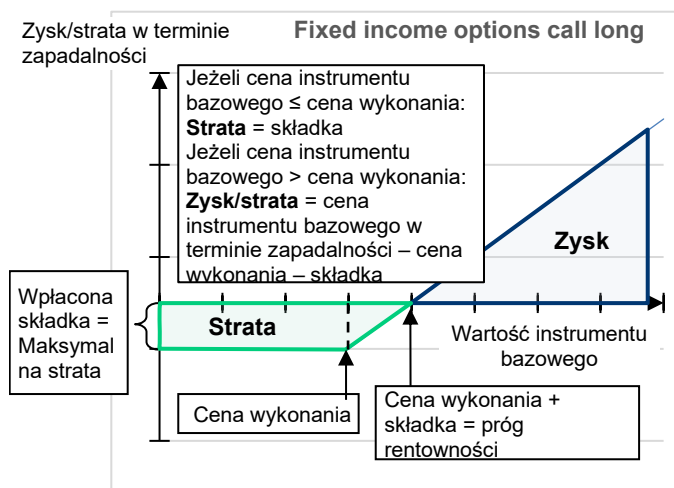 Zysk/strata w terminie
zapadalności
Fixed income options call long
Jeżeli cena instrumentu
bazowego ≤ cena wykonania:
Strata = składka
Jeżeli cena instrumentu
bazowego > cena wykonania:
Zysk/strata = cena
instrumentu bazowego w
terminie zapadalności – cena
wykonania – składka
Zysk
Wpłacona
składka =
Maksymal
na strata
Strata
Wartość instrumentu
bazowego
Cena wykonania
Cena wykonania +
składka = próg
rentowności